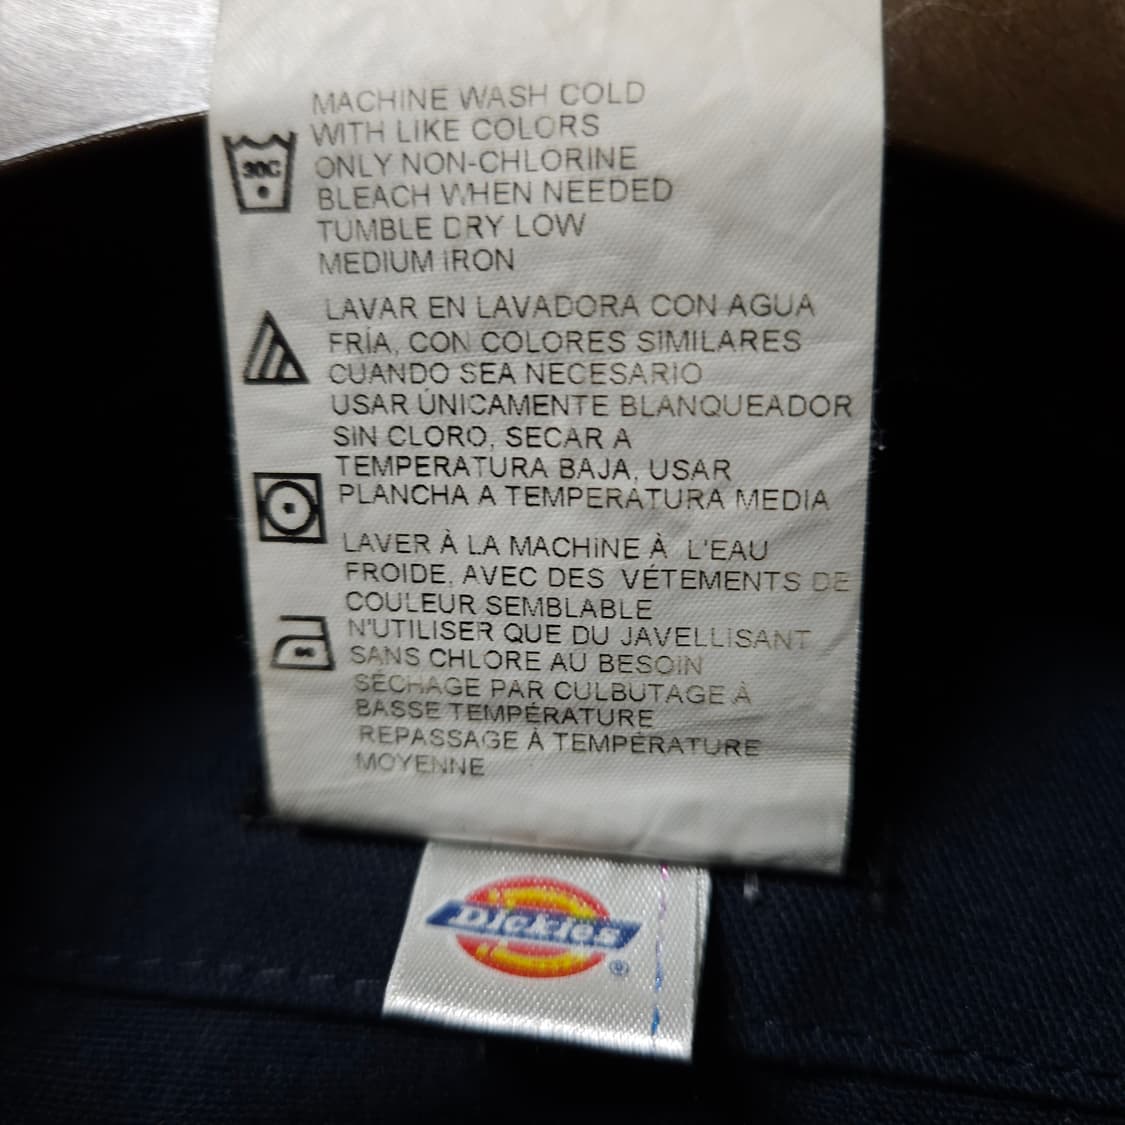 MACHINE WASH COLD
WITH LIKE COLORS
ONLY NON-CHLORINE
BLEACH WHEN NEEDED
TUMBLE DRY LOW
MEDIUM IRON
30C
LAVAR EN LAVADORA CON AGUA
FRÍA, CON COLORES SIMILARES
CUANDO SEA NECESARIO
USAR ÚNICAMENTE BLANQUEADOR
SIN CLORO, SECAR A
TEMPERATURA BAJA, USAR
PLANCHA A TEMPERATURA MEDIA
LAVER À LA MACHINE À L'EAU
FROIDE, AVEC DES VÉTEMENTS DE
COULEUR SEMBLABLE
N'UTILISER QUE DU JAVELLISANT
SANS CHLORE AU BESOIN
SÉCHAGE PAR CULBUTAGE À
BASSE TEMPÉRATURE
REPASSAGE À TEMPÉRATURE
MOYENNE
Dickies ®